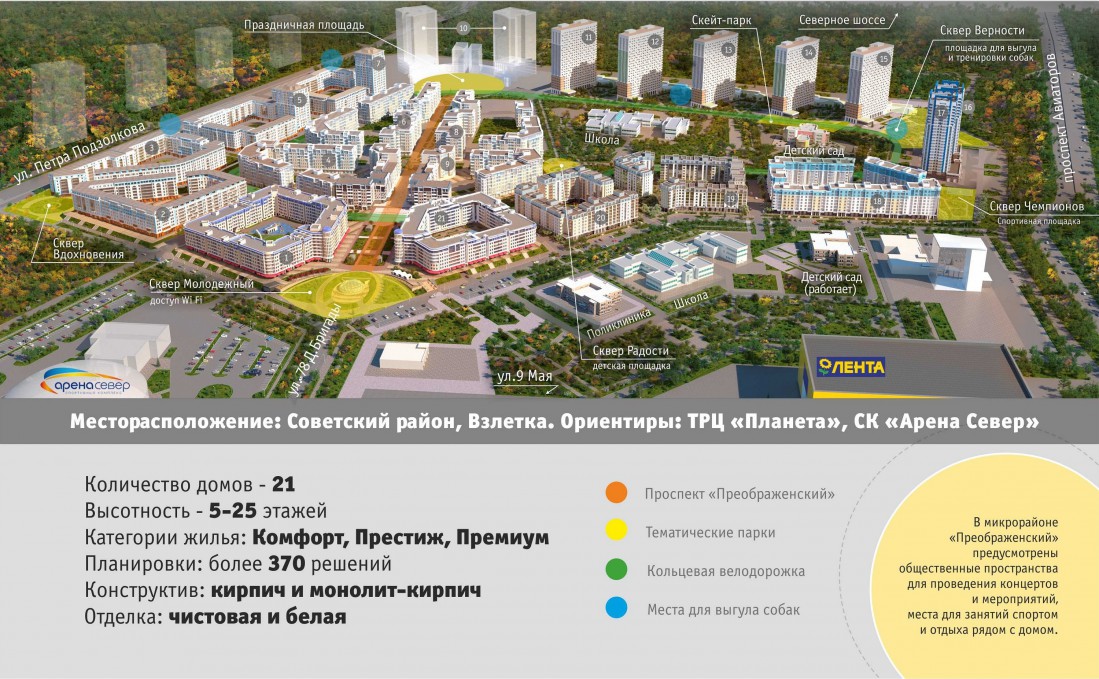 Праздничная площадь
10
Скейт-парк
Северное шоссе
Сквер Верности
площадка для выгула
и тренировки собак
проспект Авиаторов
11
12
13
14
15
16
17
7
5
3
ул. Петра Подзолкова
6
8
4
9
2
1
21
20
19
18
Школа
Детский сад
Сквер Чемпионов
Спортивная площадка
Сквер
Вдохновения
Сквер Молодежный
доступ Wi Fi
ул. 78 Д.Бригады
Поликлиника
Школа
Детский сад
(работает)
Сквер Радости
детская площадка
ул.9 Мая
аренасевер
спортивный комплекс
ЛЕНТА
Месторасположение: Советский район, Взлетка. Ориентиры: ТРЦ «Планета», СК «Арена Север»
Количество домов - 21
Высотность - 5-25 этажей
Категории жилья: Комфорт, Престиж, Премиум
Планировки: более 370 решений
Конструктив: кирпич и монолит-кирпич
Отделка: чистовая и белая
Проспект «Преображенский»
Тематические парки
Кольцевая велодорожка
Места для выгула собак
В микрорайоне
«Преображенский»
предусмотрены
общественные пространства
для проведения концертов
и мероприятий,
места для занятий спортом
и отдыха рядом с домом.